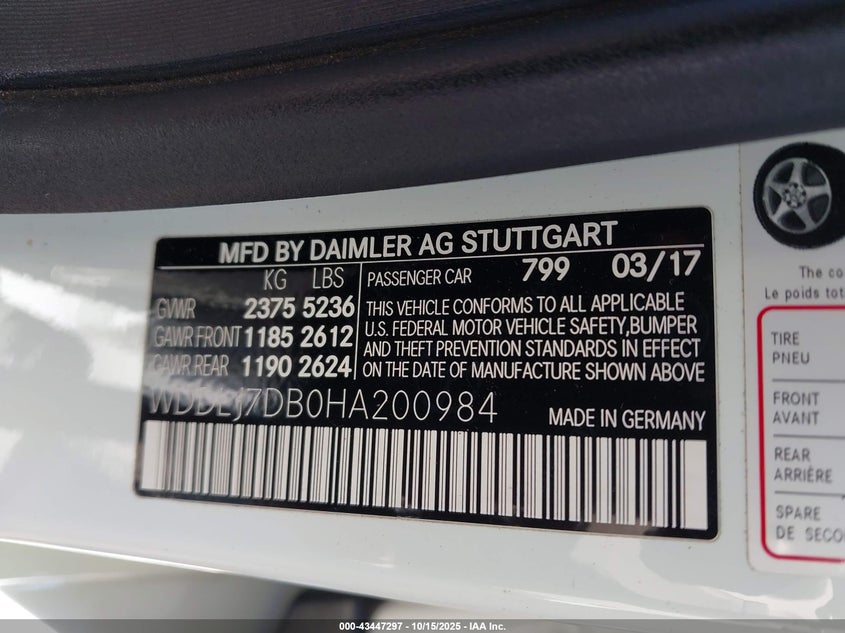 MFD BY DAIMLER AG STUTTGART
KG LBS
GVWR 2375 5236
GAWR FRONT 1185 2612
GAWR REAR 1190 2624
PASSENGER CAR 799 03/17
THIS VEHICLE CONFORMS TO ALL APPLICABLE
U.S. FEDERAL MOTOR VEHICLE SAFETY, BUMPER
AND THEFT PREVENTION STANDARDS IN EFFECT
ON THE DATE OF MANUFACTURE SHOWN ABOVE
WDDEJ7DB0HA200984
MADE IN GERMANY
The co
Le poids tot
TIRE
PNEU
FRONT
AVANT
REAR
ARRIÈRE
SPARE
DE SECO
000-43447297 - 10/15/2025 - IAA Inc.